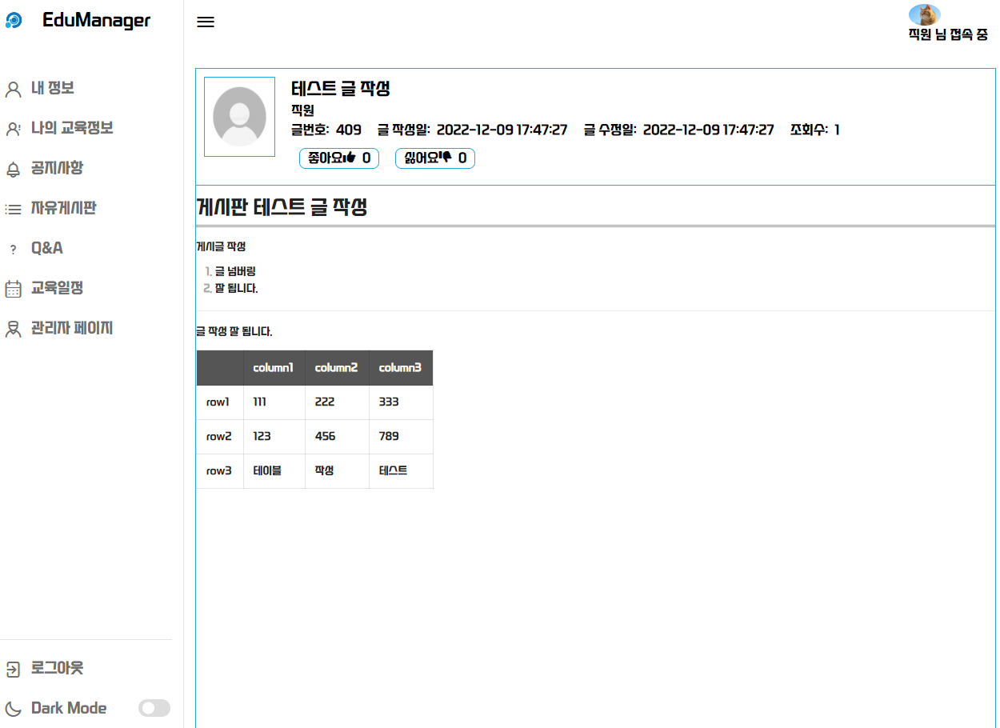 EduManager
직원 님 접속 중
내 정보
나의 교육정보
공지사항
자유게시판
? Q&A
교육일정
관리자 페이지
로그아웃
Dark Mode
테스트 글 작성
직원
글번호: 409 글 작성일: 2022-12-09 17:47:27 글 수정일: 2022-12-09 17:47:27 조회수: 1
좋아요 0 싫어요 0
게시판 테스트 글 작성
게시글 작성
1. 글 넘버링
2. 잘 됩니다.
글 작성 잘 됩니다.
column1 column2 column3
row1 111 222 333
row2 123 456 789
row3 테이블 작성 테스트